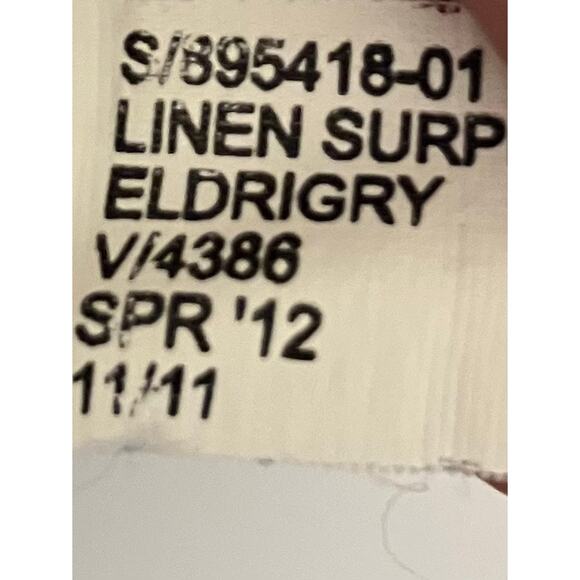 S/895418-01
LINEN SURP
ELDRIGRY
V/4386
SPR '12
11/11